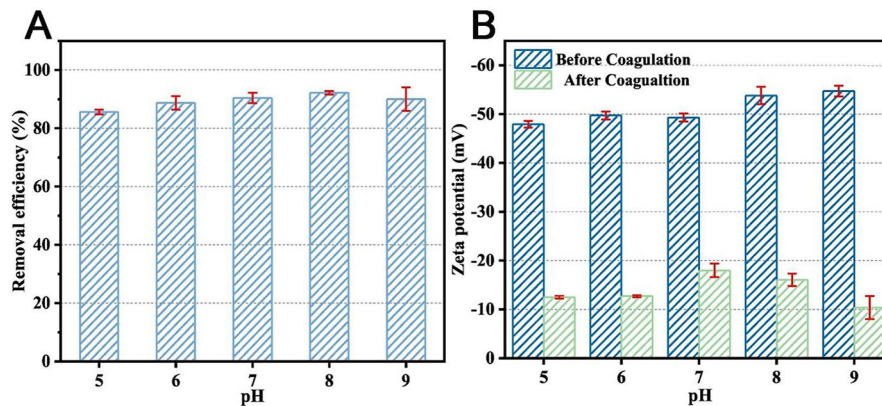 A
Removal efficiency (%)
100
80
60
40
20
0
5 6 7 8 9
pH
B
Zeta potential (mV)
-60
-50
-40
-30
-20
-10
0
Before Coagulation
After Coagualtion
5 6 7 8 9
pH